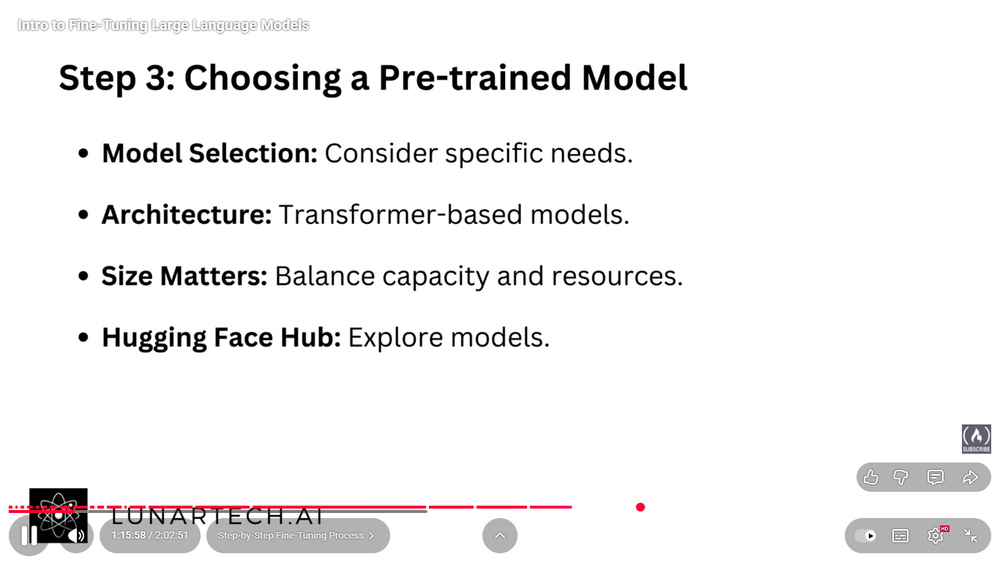 Intro to Fine-Tuning Large Language Models
Step 3: Choosing a Pre-trained Model
• Model Selection: Consider specific needs.
• Architecture: Transformer-based models.
• Size Matters: Balance capacity and resources.
• Hugging Face Hub: Explore models.
SUBSCRIBE
LUNARTECH.AI
1:15:58 / 2:02:51
Step-by-Step Fine-Tuning Process
HD